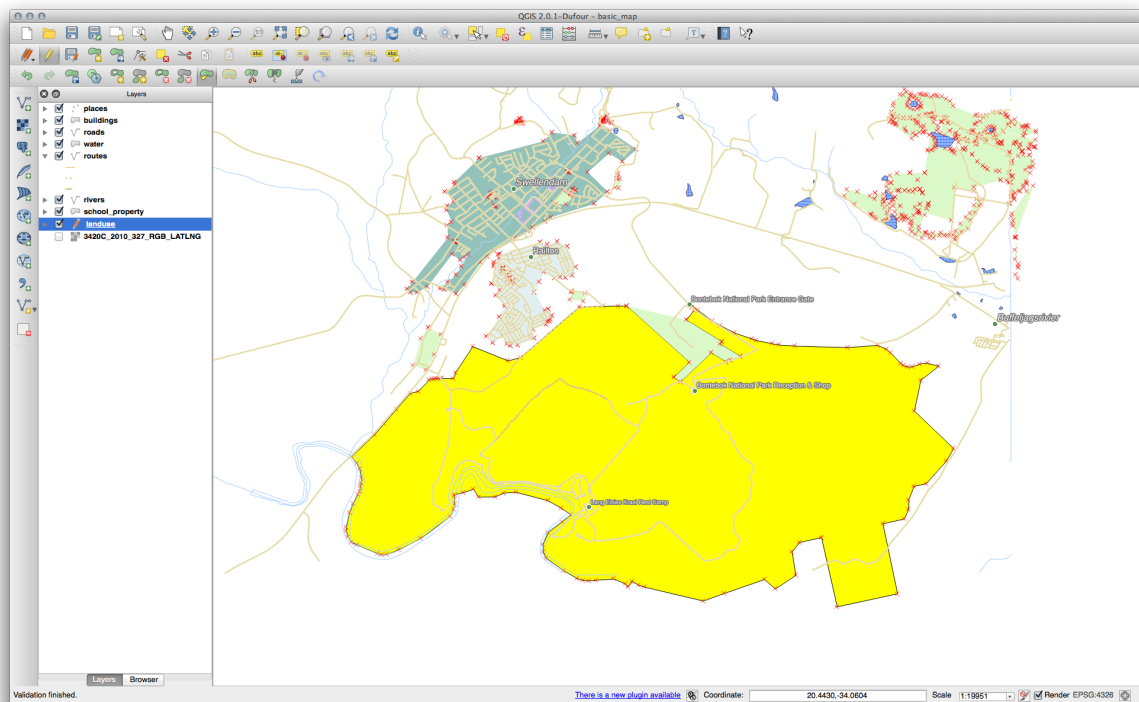 QGIS 2.0.1-Dufour - basic_map
Layers
places
buildings
roads
water
routes
rivers
school_property
landuse
3420C_2010_327_RGB_LATLNG
Swellendam
Railton
Bontebok National Park Entrance Gate
Buffeljagsrivier
Bontebok National Park Reception & Shop
Lang Elsies Kraal Rest Camp
Layers
Browser
Validation finished.
There is a new plugin available
Coordinate:
20.4430,-34.0604
Scale
1:19951
Render
EPSG:4326